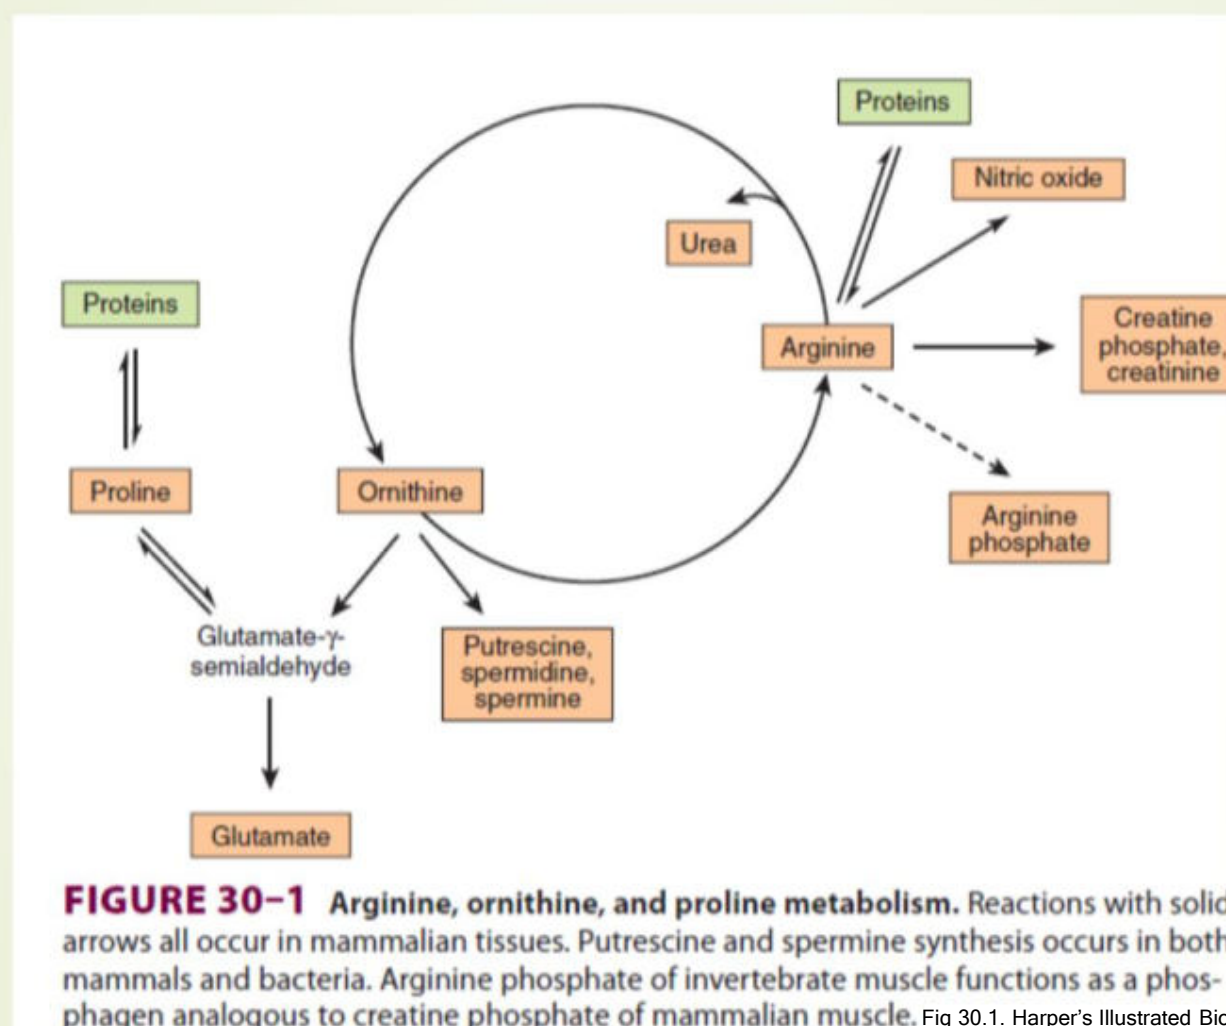 Proteins
Nitric oxide
Urea
Proteins
Creatine
phosphate,
creatinine
Arginine
Proline
Ornithine
Arginine
phosphate
Glutamate-γ-
semialdehyde
Putrescine,
spermidine,
spermine
Glutamate
FIGURE 30–1 Arginine, ornithine, and proline metabolism. Reactions with solid
arrows all occur in mammalian tissues. Putrescine and spermine synthesis occurs in both
mammals and bacteria. Arginine phosphate of invertebrate muscle functions as a phos-
phagen analogous to creatine phosphate of mammalian muscle. Fig 30.1. Harper's Illustrated Bio